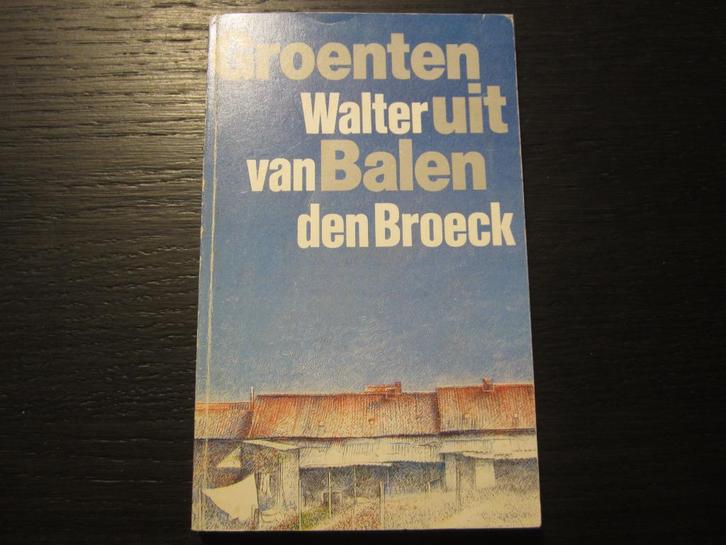 Groenten
Walter uit
van Balen
den Broeck